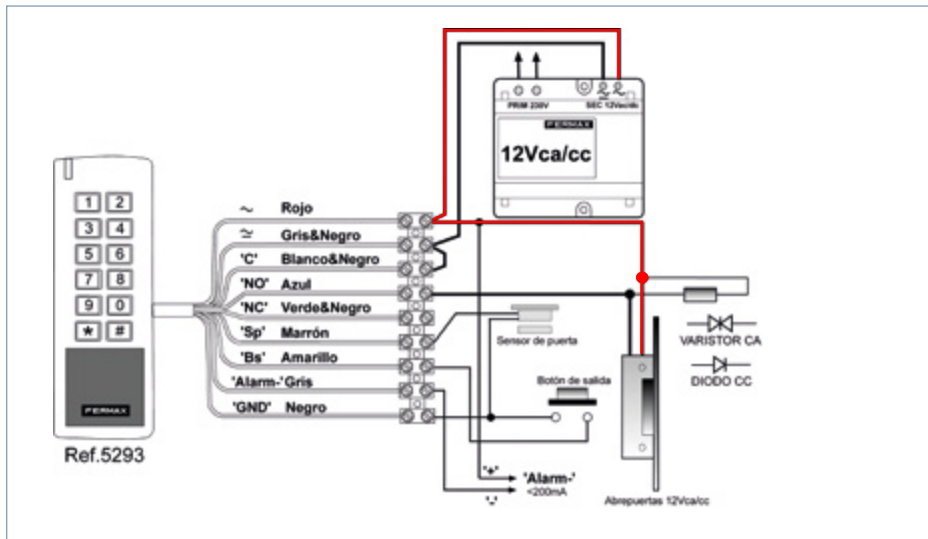 PRIM 230V
SEC 12Vac/dc
FERMAX
12Vca/cc
1 2
3 4
5 6
7 8
9 0
* #
FERMAX
Ref.5293
~ Rojo
≃ Gris&Negro
'C' Blanco&Negro
'NO' Azul
'NC' Verde&Negro
'Sp' Marrón
'Bs' Amarillo
'Alarm-' Gris
'GND' Negro
Sensor de puerta
Botón de salida
'+'
'Alarm-'
<200mA
'-'
VARISTOR CA
DIODO CC
Abrepuertas 12Vca/cc